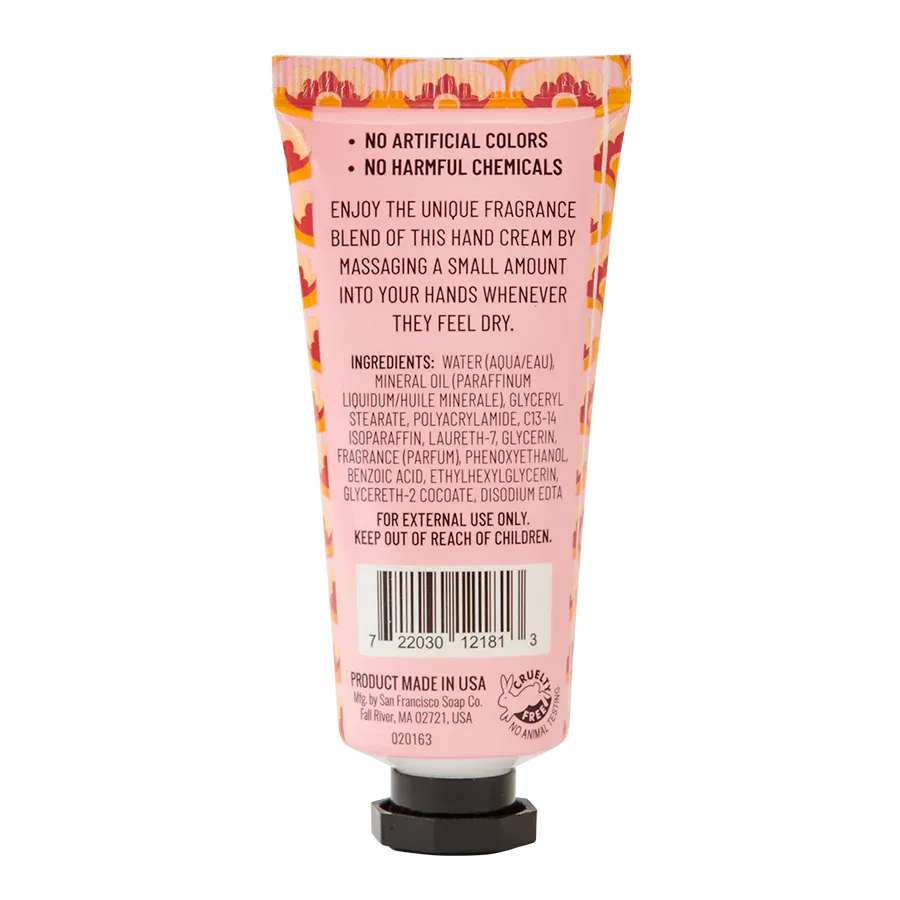 • NO ARTIFICIAL COLORS
• NO HARMFUL CHEMICALS
ENJOY THE UNIQUE FRAGRANCE
BLEND OF THIS HAND CREAM BY
MASSAGING A SMALL AMOUNT
INTO YOUR HANDS WHENEVER
THEY FEEL DRY.
INGREDIENTS: WATER (AQUA/EAU),
MINERAL OIL (PARAFFINUM
LIQUIDUM/HUILE MINERALE), GLYCERYL
STEARATE, POLYACRYLAMIDE, C13-14
ISOPARAFFIN, LAURETH-7, GLYCERIN,
FRAGRANCE (PARFUM), PHENOXYETHANOL,
BENZOIC ACID, ETHYLHEXYLGLYCERIN,
GLYCERETH-2 COCOATE, DISODIUM EDTA
FOR EXTERNAL USE ONLY.
KEEP OUT OF REACH OF CHILDREN.
7 22030 12181 3
PRODUCT MADE IN USA
Mfg. by San Francisco Soap Co.
Fall River, MA 02721, USA
020163
CRUELTY
FREE
NO ANIMAL TESTING